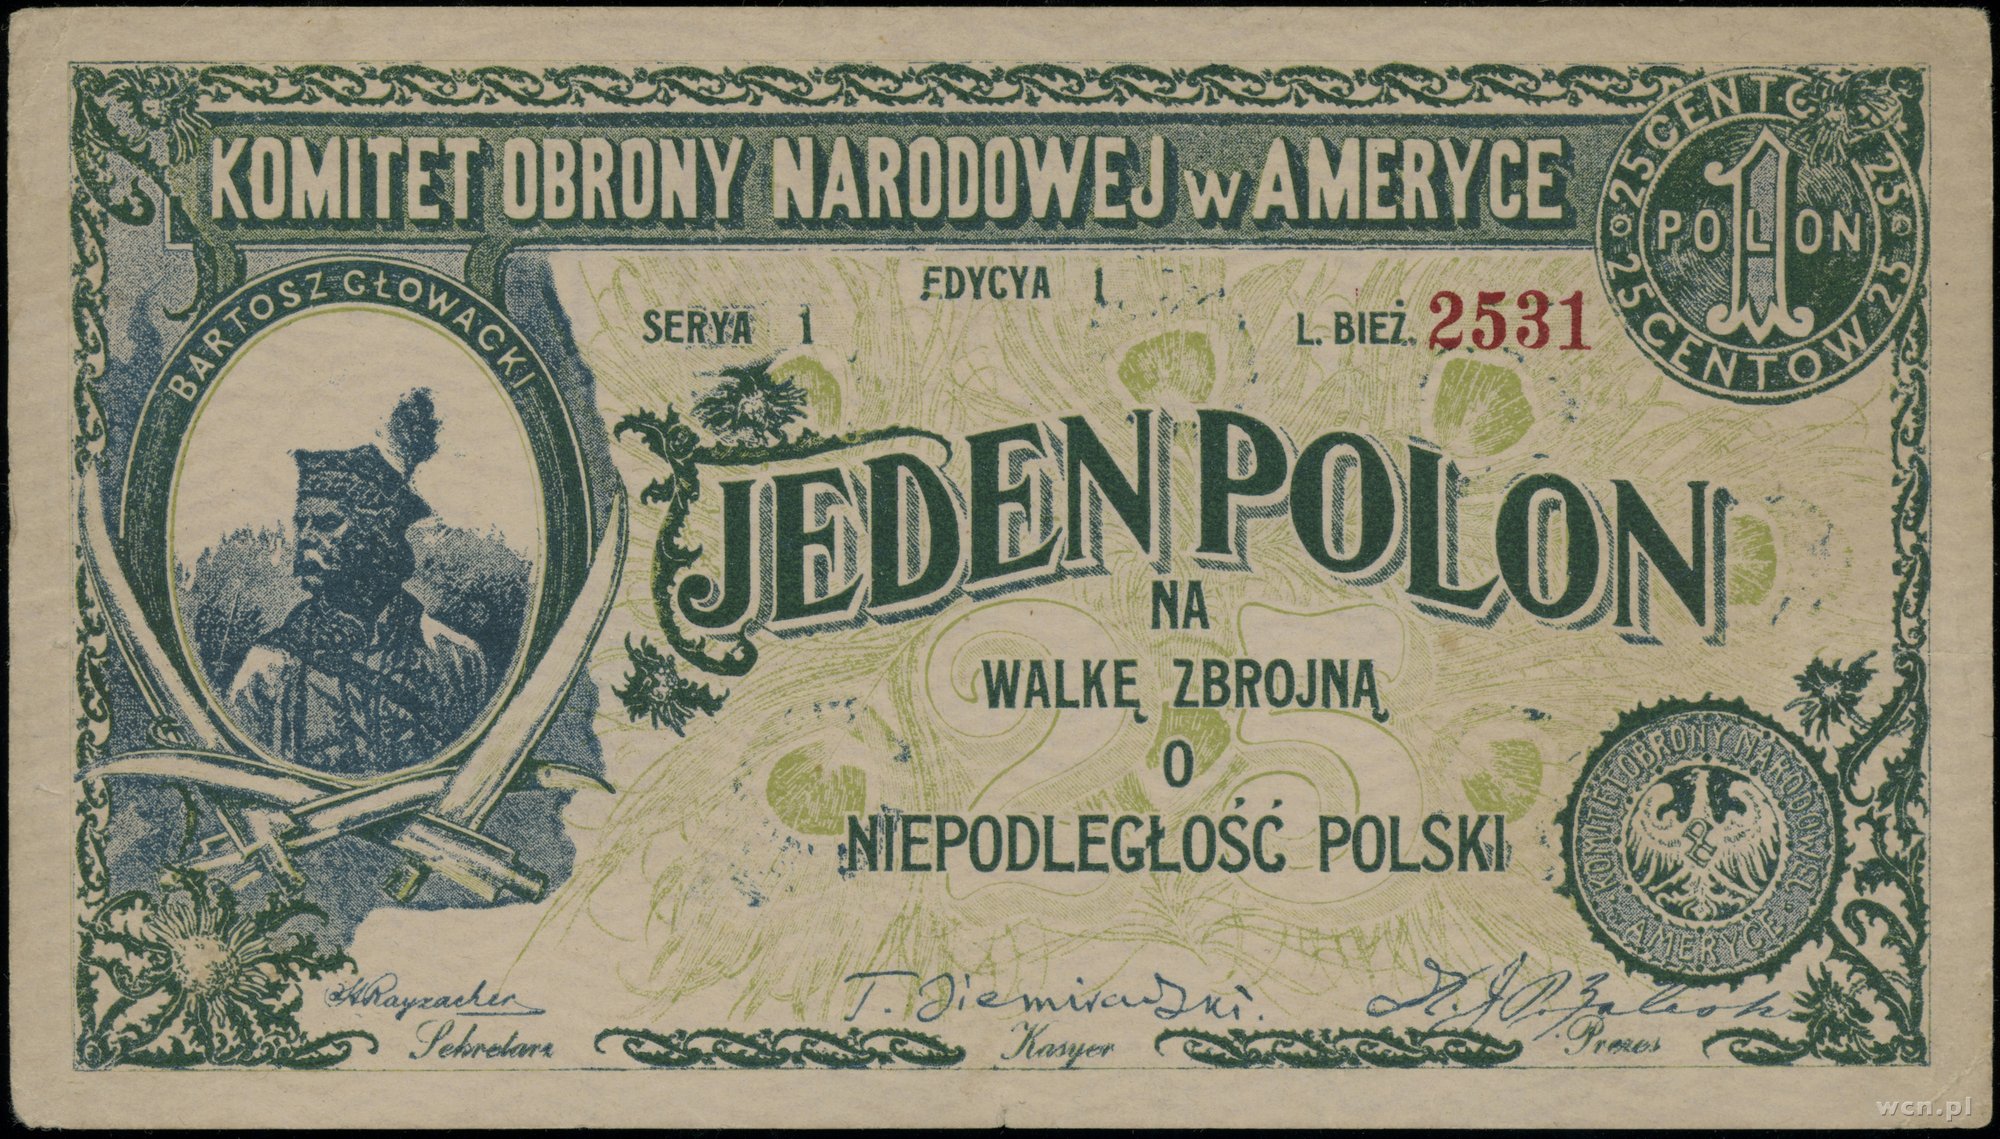 KOMITET OBRONY NARODOWEJ w AMERYCE
25 CENTÓW 25 CENTÓW 25
1
POLON
BARTOSZ GŁOWACKI
EDYCYA 1
SERYA 1
L. BIEŻ. 2531
JEDEN POLON
NA
WALKĘ ZBROJNĄ
O
NIEPODLEGŁOŚĆ POLSKI
25
KOMITET OBRONY NARODOWEJ
W AMERYCE
T. Siemiradzki.
Sekretarz
Kasyer
Prezes
wcn.pl